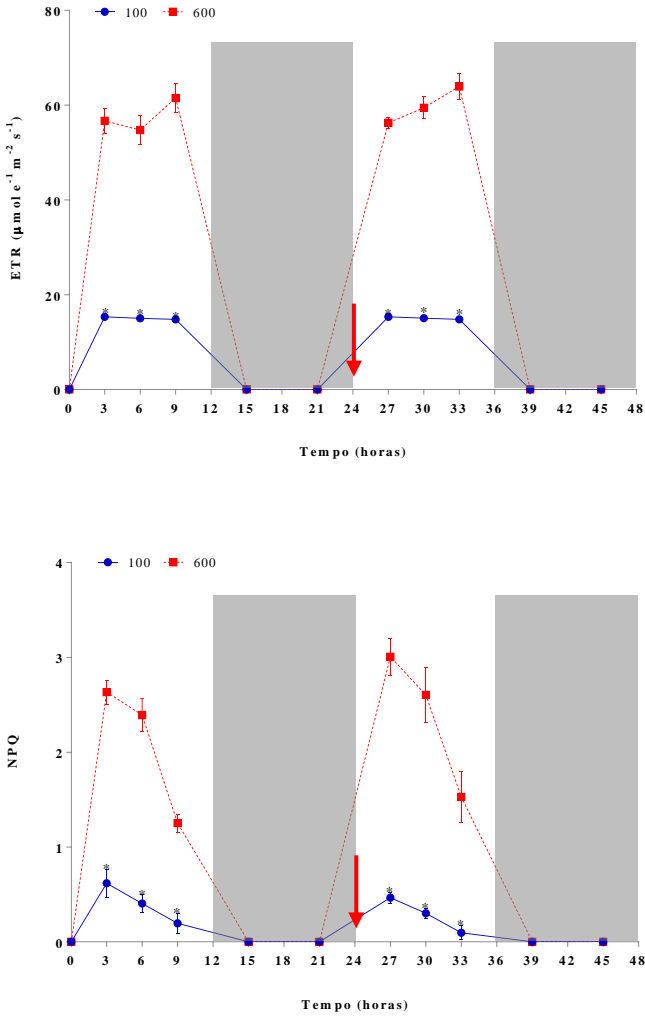 100 600
80
60
40
20
0
ETR (µmol e⁻¹ m⁻² s⁻¹)
* * * * * *
0 3 6 9 12 15 18 21 24 27 30 33 36 39 42 45 48
Tempo (horas)
100 600
4
3
2
1
0
NPQ
* * * * * *
0 3 6 9 12 15 18 21 24 27 30 33 36 39 42 45 48
Tempo (horas)